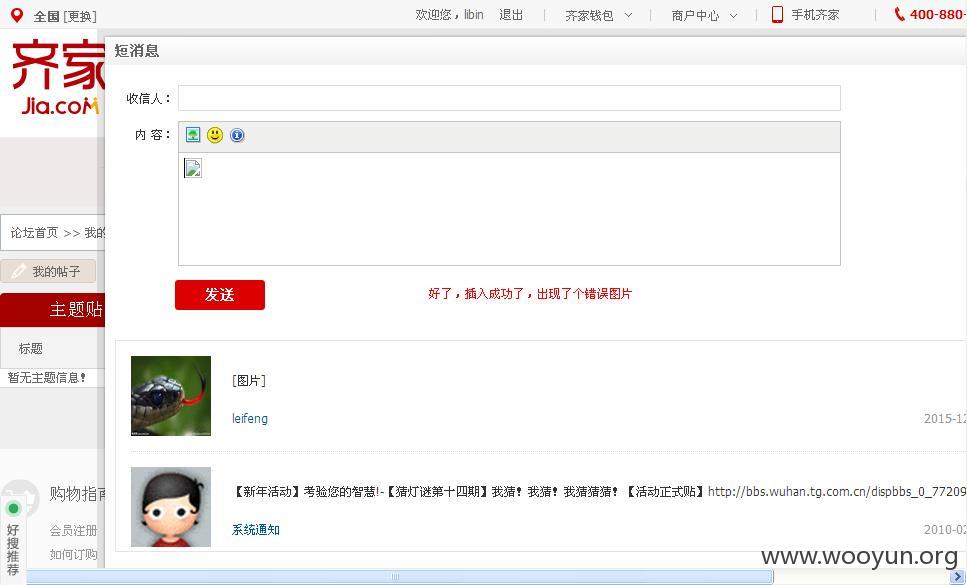 全国 [更换] 欢迎您，libin 退出 齐家钱包 商户中心 手机齐家 400-880-
齐家
Jia.com
短消息
收信人：
内 容：
论坛首页 >> 我的
我的帖子
发送 好了，插入成功了，出现了个错误图片
主题贴
标题
暂无主题信息！
[图片]
leifeng 2015-12
【新年活动】考验您的智慧!-【猜灯谜第十四期】我猜！我猜！我猜猜猜！【活动正式贴】http://bbs.wuhan.tg.com.cn/dispbbs_0_77209
购物指南
系统通知 2010-02
会员注册
如何订购
好搜推荐
www.wooyun.org